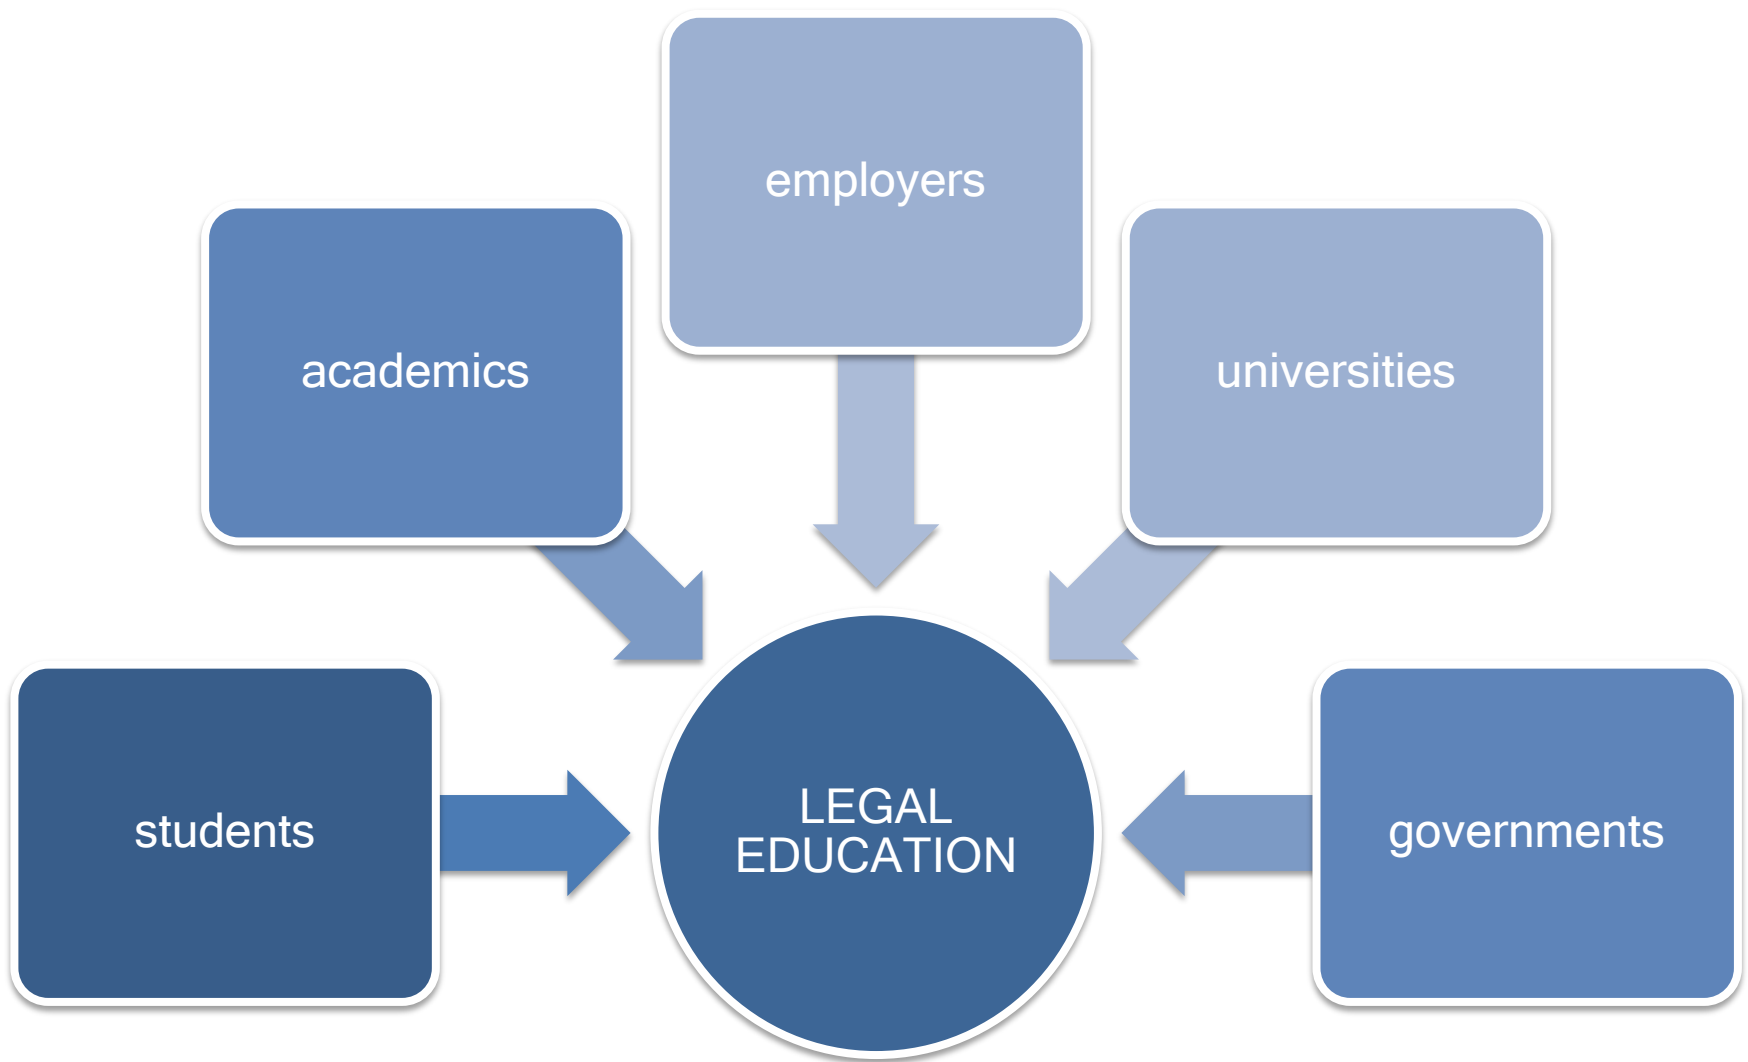 employers
academics
universities
students
LEGAL
EDUCATION
governments